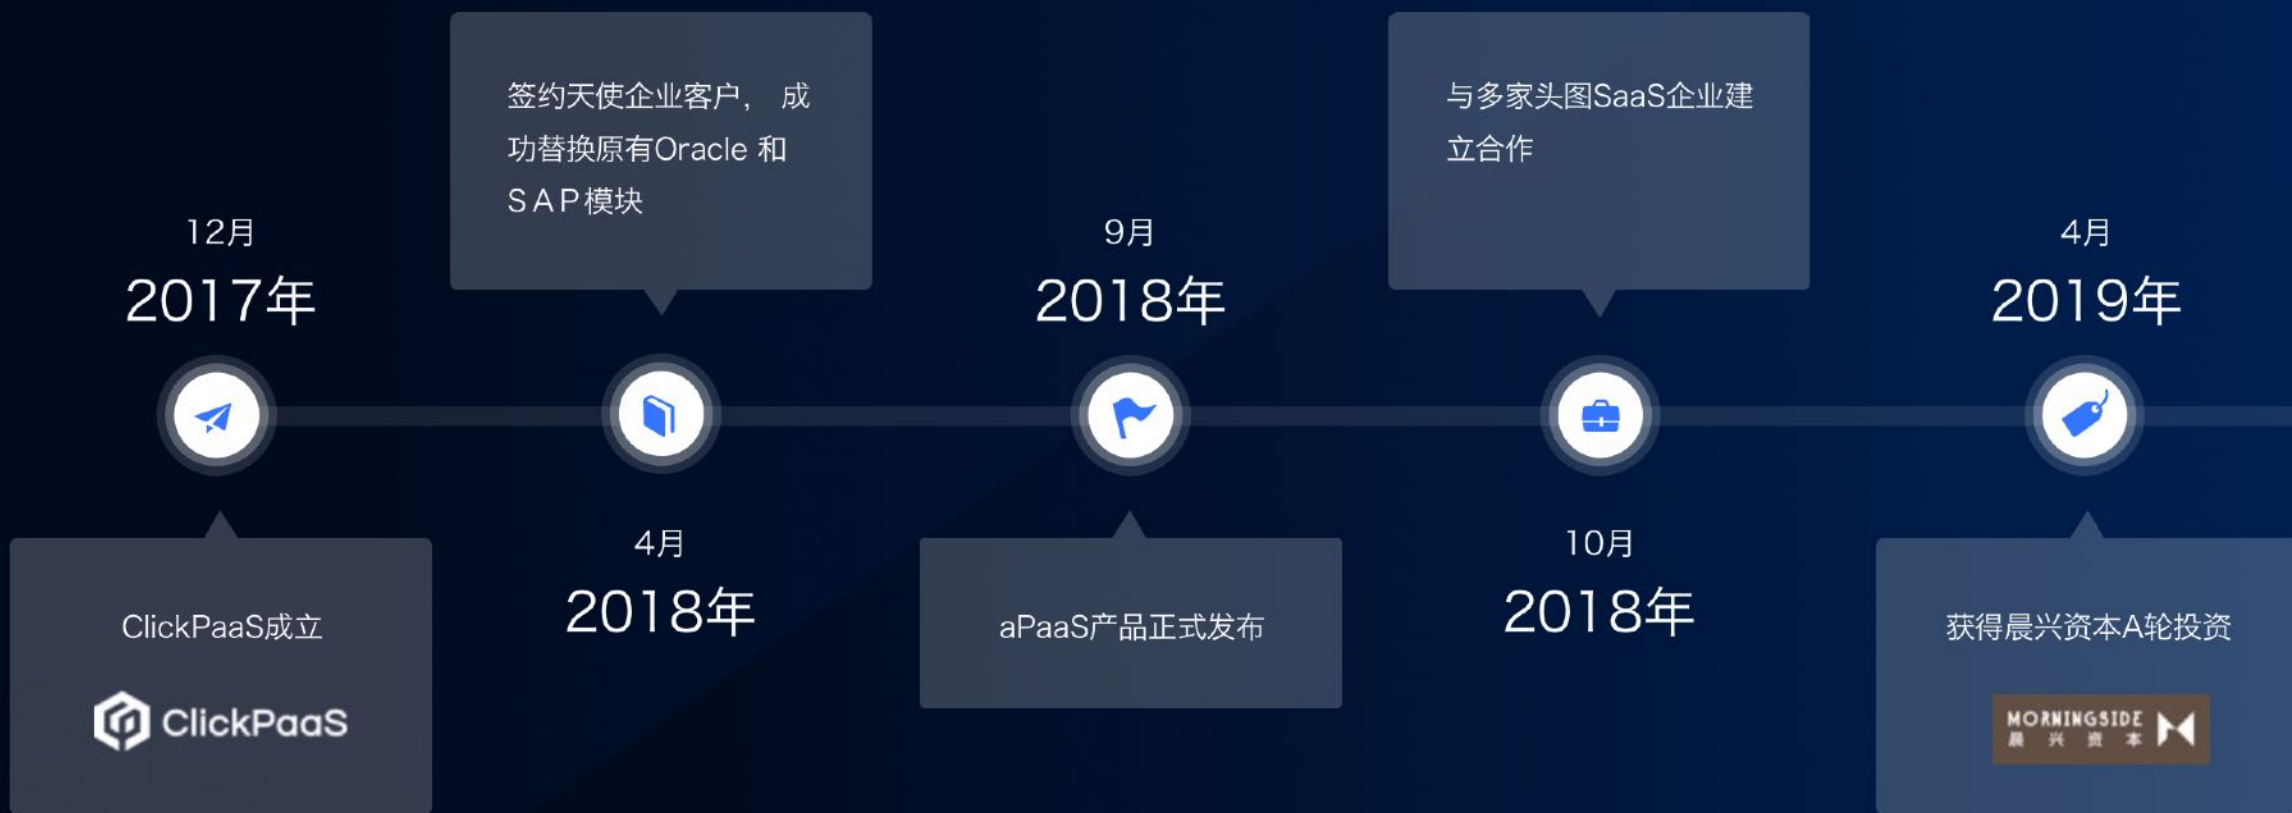 12月
2017年
ClickPaaS成立
ClickPaaS
签约天使企业客户， 成
功替换原有Oracle 和
SAP模块
4月
2018年
9月
2018年
aPaaS产品正式发布
与多家头图SaaS企业建
立合作
10月
2018年
4月
2019年
获得晨兴资本A轮投资
MORNINGSIDE
晨 兴 资 本